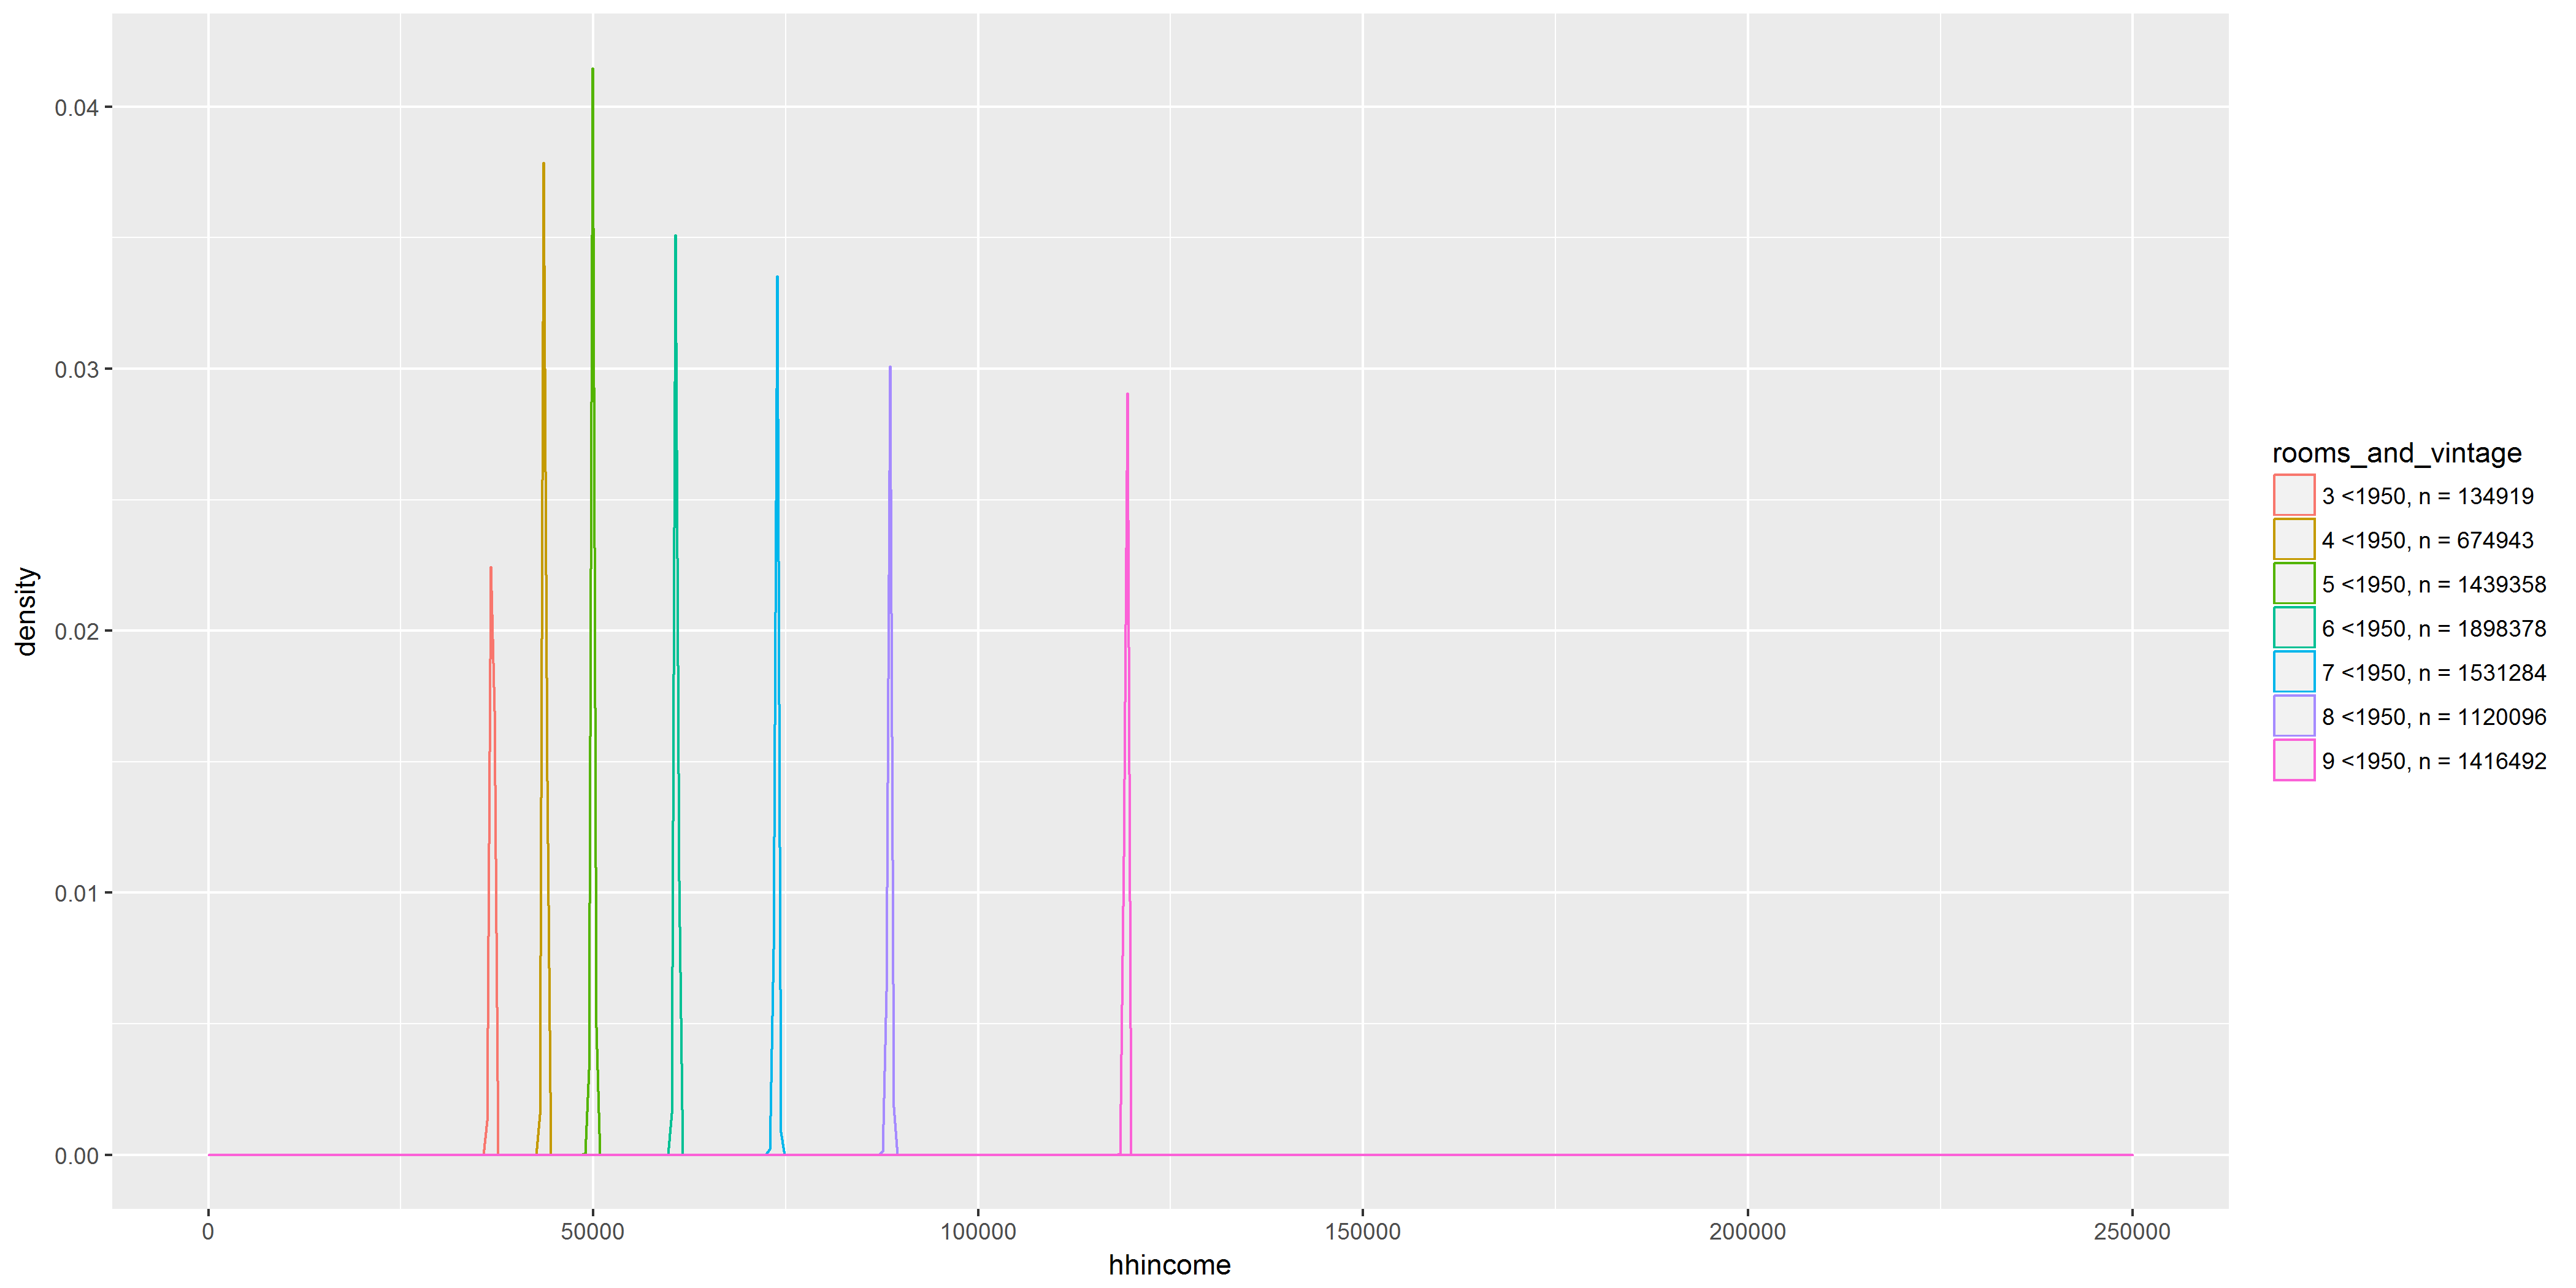 0.04
0.03
0.02
0.01
0.00
density
0
50000
100000
150000
200000
250000
hhincome
rooms_and_vintage
3 <1950, n = 134919
4 <1950, n = 674943
5 <1950, n = 1439358
6 <1950, n = 1898378
7 <1950, n = 1531284
8 <1950, n = 1120096
9 <1950, n = 1416492